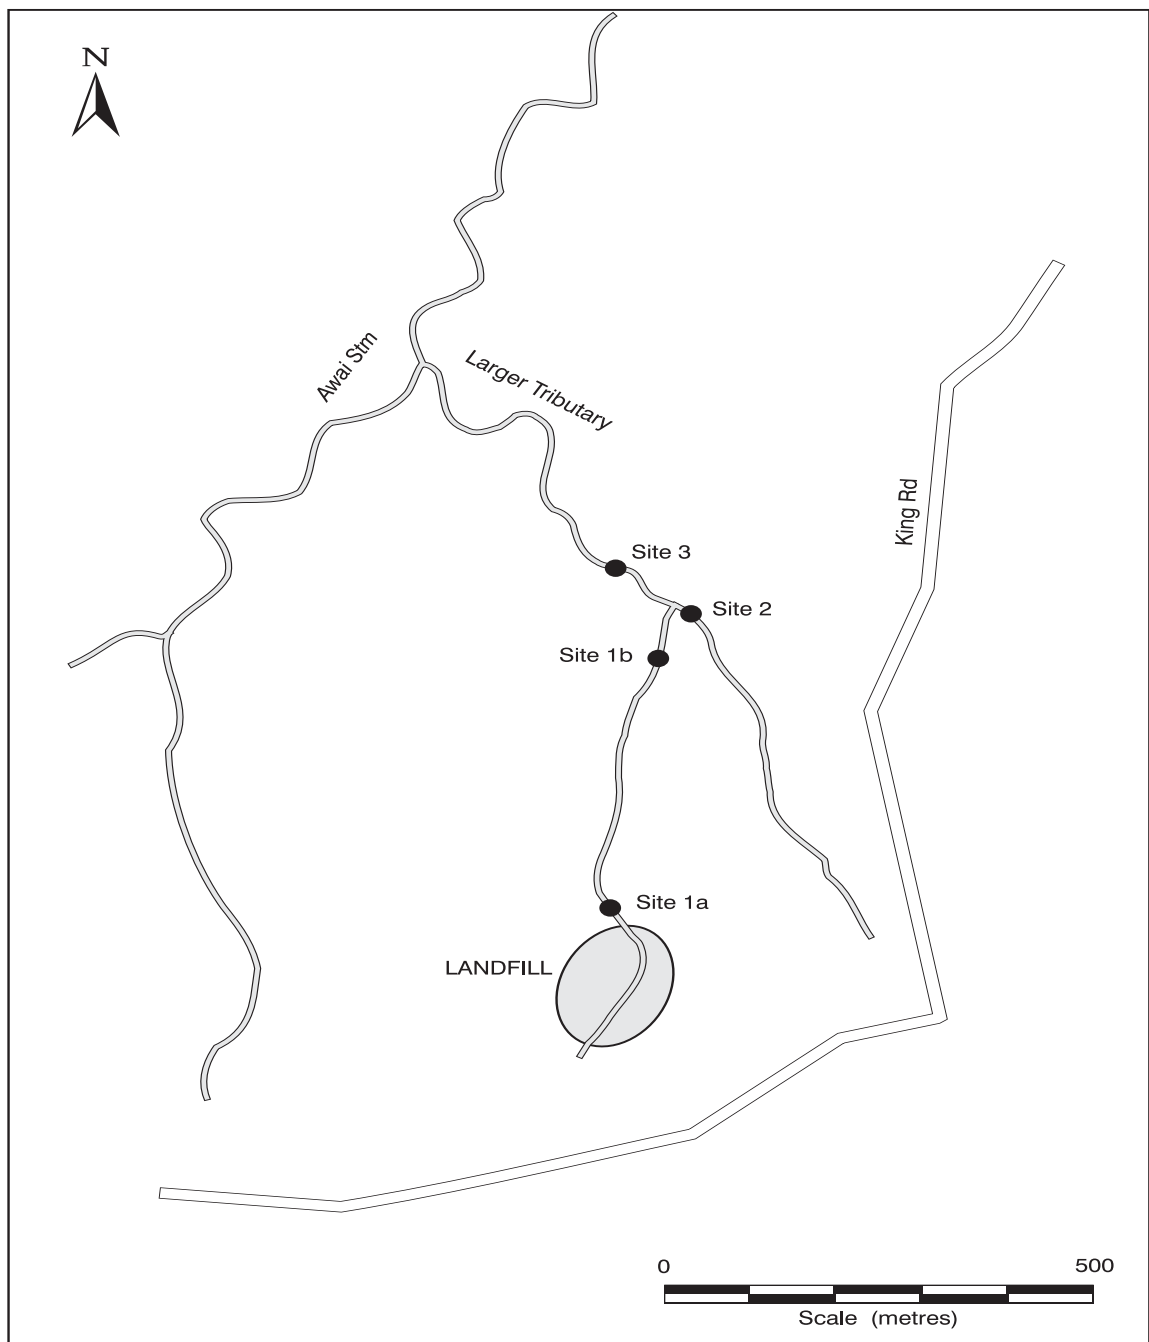 N
Awai Stm
Larger Tributary
King Rd
Site 3
Site 2
Site 1b
Site 1a
LANDFILL
0 500
Scale (metres)